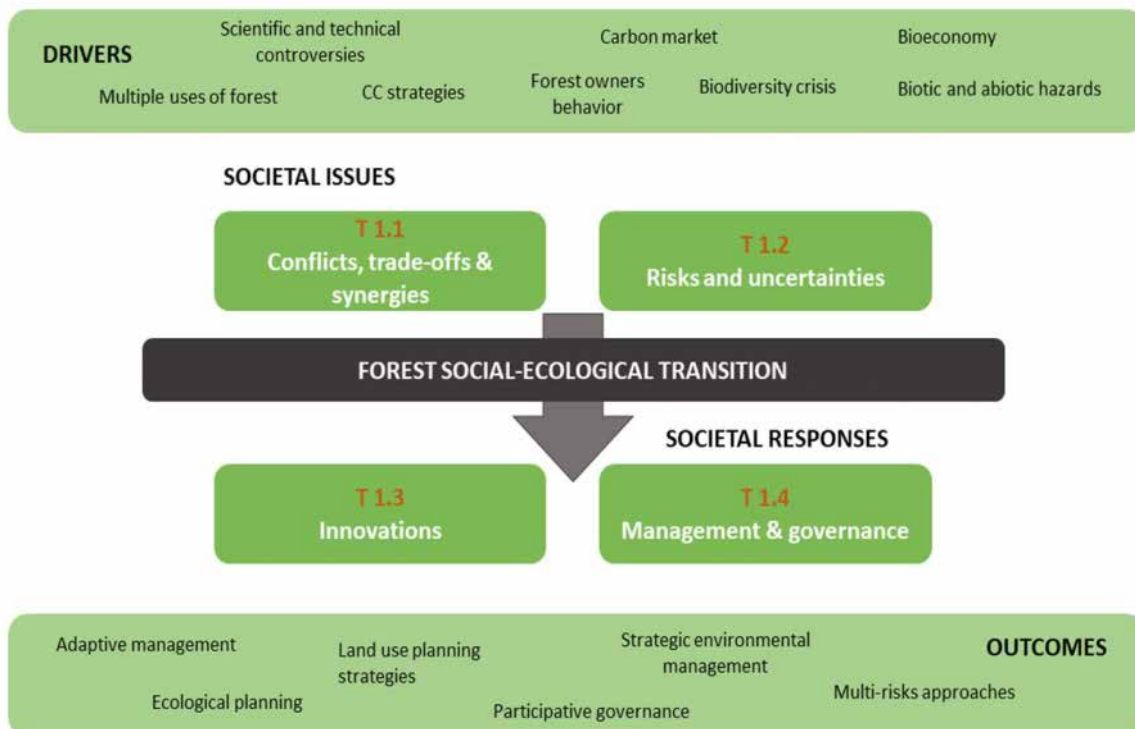 DRIVERS
Scientific and technical
controversies
Carbon market
Bioeconomy
Multiple uses of forest
CC strategies
Forest owners
behavior
Biodiversity crisis
Biotic and abiotic hazards
SOCIETAL ISSUES
T 1.1
Conflicts, trade-offs &
synergies
T 1.2
Risks and uncertainties
FOREST SOCIAL-ECOLOGICAL TRANSITION
SOCIETAL RESPONSES
T 1.3
Innovations
T 1.4
Management & governance
Adaptive management
Land use planning
strategies
Strategic environmental
management
OUTCOMES
Ecological planning
Participative governance
Multi-risks approaches